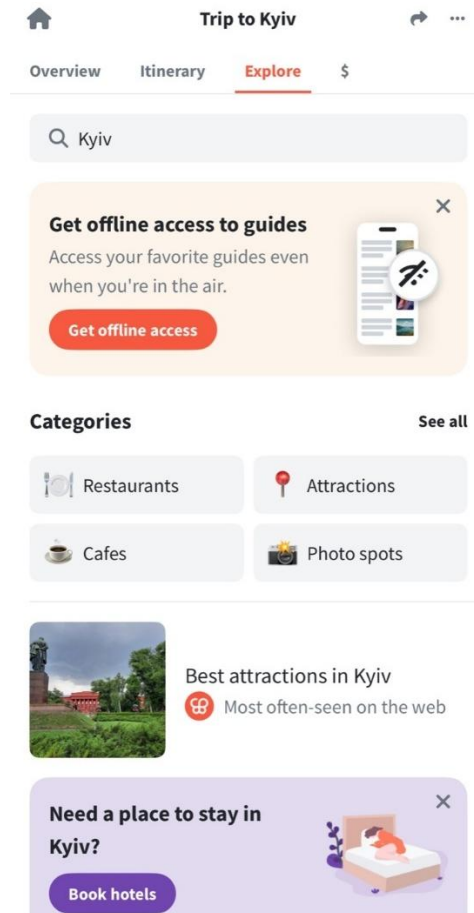 Trip to Kyiv
Overview Itinerary Explore $
Kyiv
Get offline access to guides
Access your favorite guides even
when you're in the air.
Get offline access
Categories
See all
Restaurants
Attractions
Cafes
Photo spots
Best attractions in Kyiv
Most often-seen on the web
Need a place to stay in
Kyiv?
Book hotels